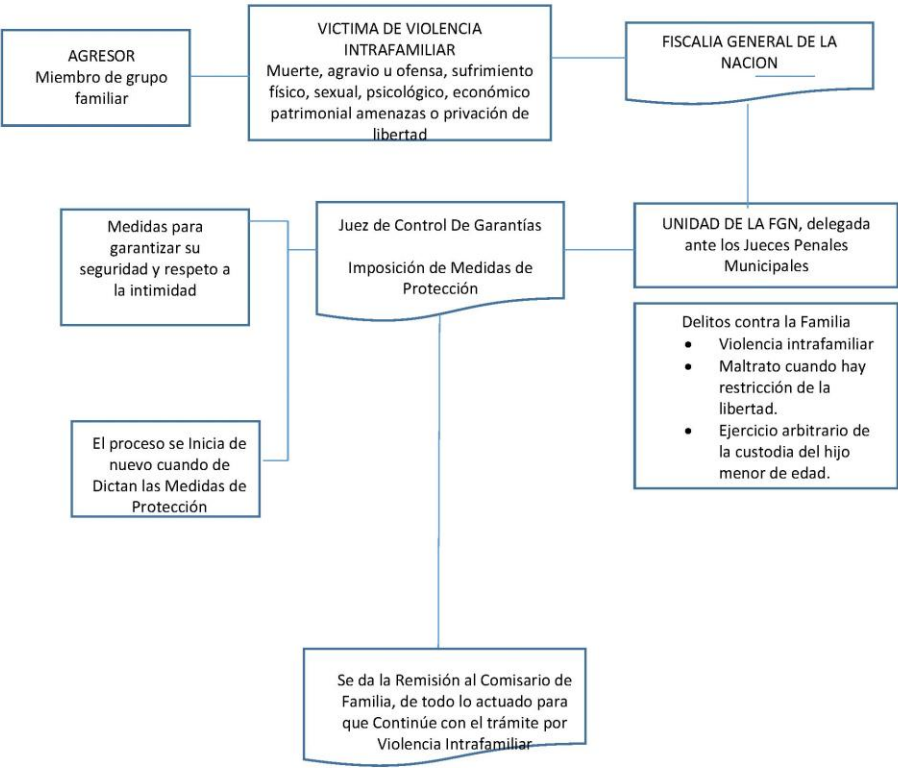 AGRESOR
Miembro de grupo
familiar
VICTIMA DE VIOLENCIA
INTRAFAMILIAR
Muerte, agravio u ofensa, sufrimiento
físico, sexual, psicológico, económico
patrimonial amenazas o privación de
libertad
FISCALIA GENERAL DE LA
NACION
Medidas para
garantizar su
seguridad y respeto a
la intimidad
Juez de Control De Garantías
Imposición de Medidas de
Protección
UNIDAD DE LA FGN, delegada
ante los Jueces Penales
Municipales
Delitos contra la Familia
• Violencia intrafamiliar
• Maltrato cuando hay
restricción de la
libertad.
• Ejercicio arbitrario de
la custodia del hijo
menor de edad.
El proceso se Inicia de
nuevo cuando de
Dictan las Medidas de
Protección
Se da la Remisión al Comisario de
Familia, de todo lo actuado para
que Continúe con el trámite por
Violencia Intrafamiliar